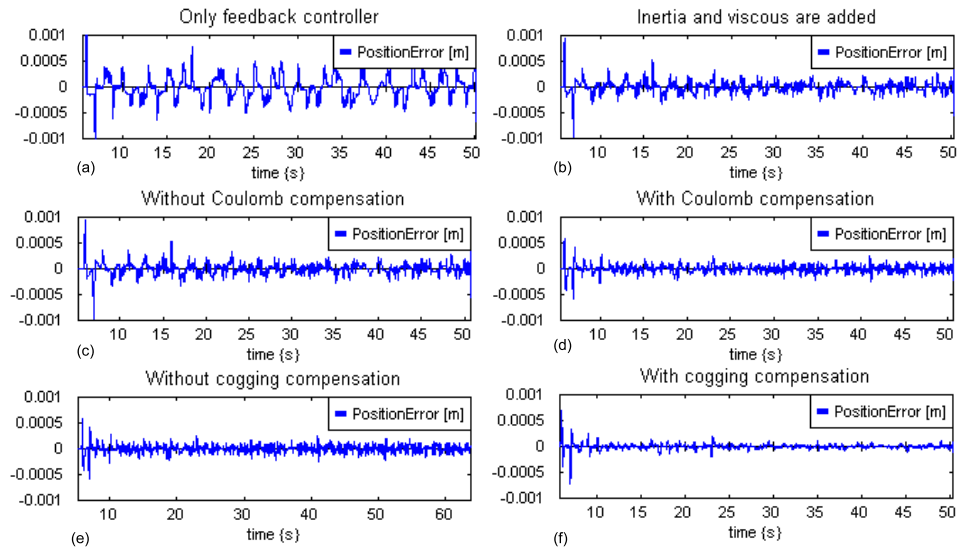 Only feedback controller
0.001
0.0005
0
-0.0005
-0.001
PositionError [m]
10 15 20 25 30 35 40 45 50
time {s}
(a)
Inertia and viscous are added
0.001
0.0005
0
-0.0005
-0.001
PositionError [m]
10 15 20 25 30 35 40 45 50
time {s}
(b)
Without Coulomb compensation
0.001
0.0005
0
-0.0005
-0.001
PositionError [m]
10 15 20 25 30 35 40 45 50
time {s}
(c)
With Coulomb compensation
0.001
0.0005
0
-0.0005
-0.001
PositionError [m]
10 15 20 25 30 35 40 45 50
time {s}
(d)
Without cogging compensation
0.001
0.0005
0
-0.0005
-0.001
PositionError [m]
10 20 30 40 50 60
time {s}
(e)
With cogging compensation
0.001
0.0005
0
-0.0005
-0.001
PositionError [m]
10 15 20 25 30 35 40 45 50
time {s}
(f)